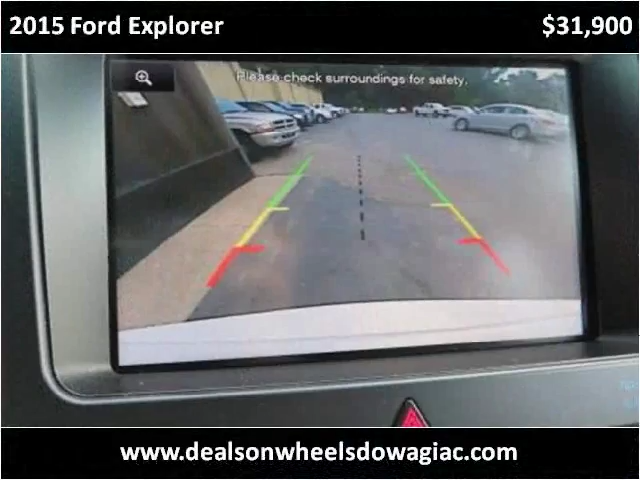 2015 Ford Explorer
$31,900
Please check surroundings for safety.
www.dealsonwheelsdowagiac.com